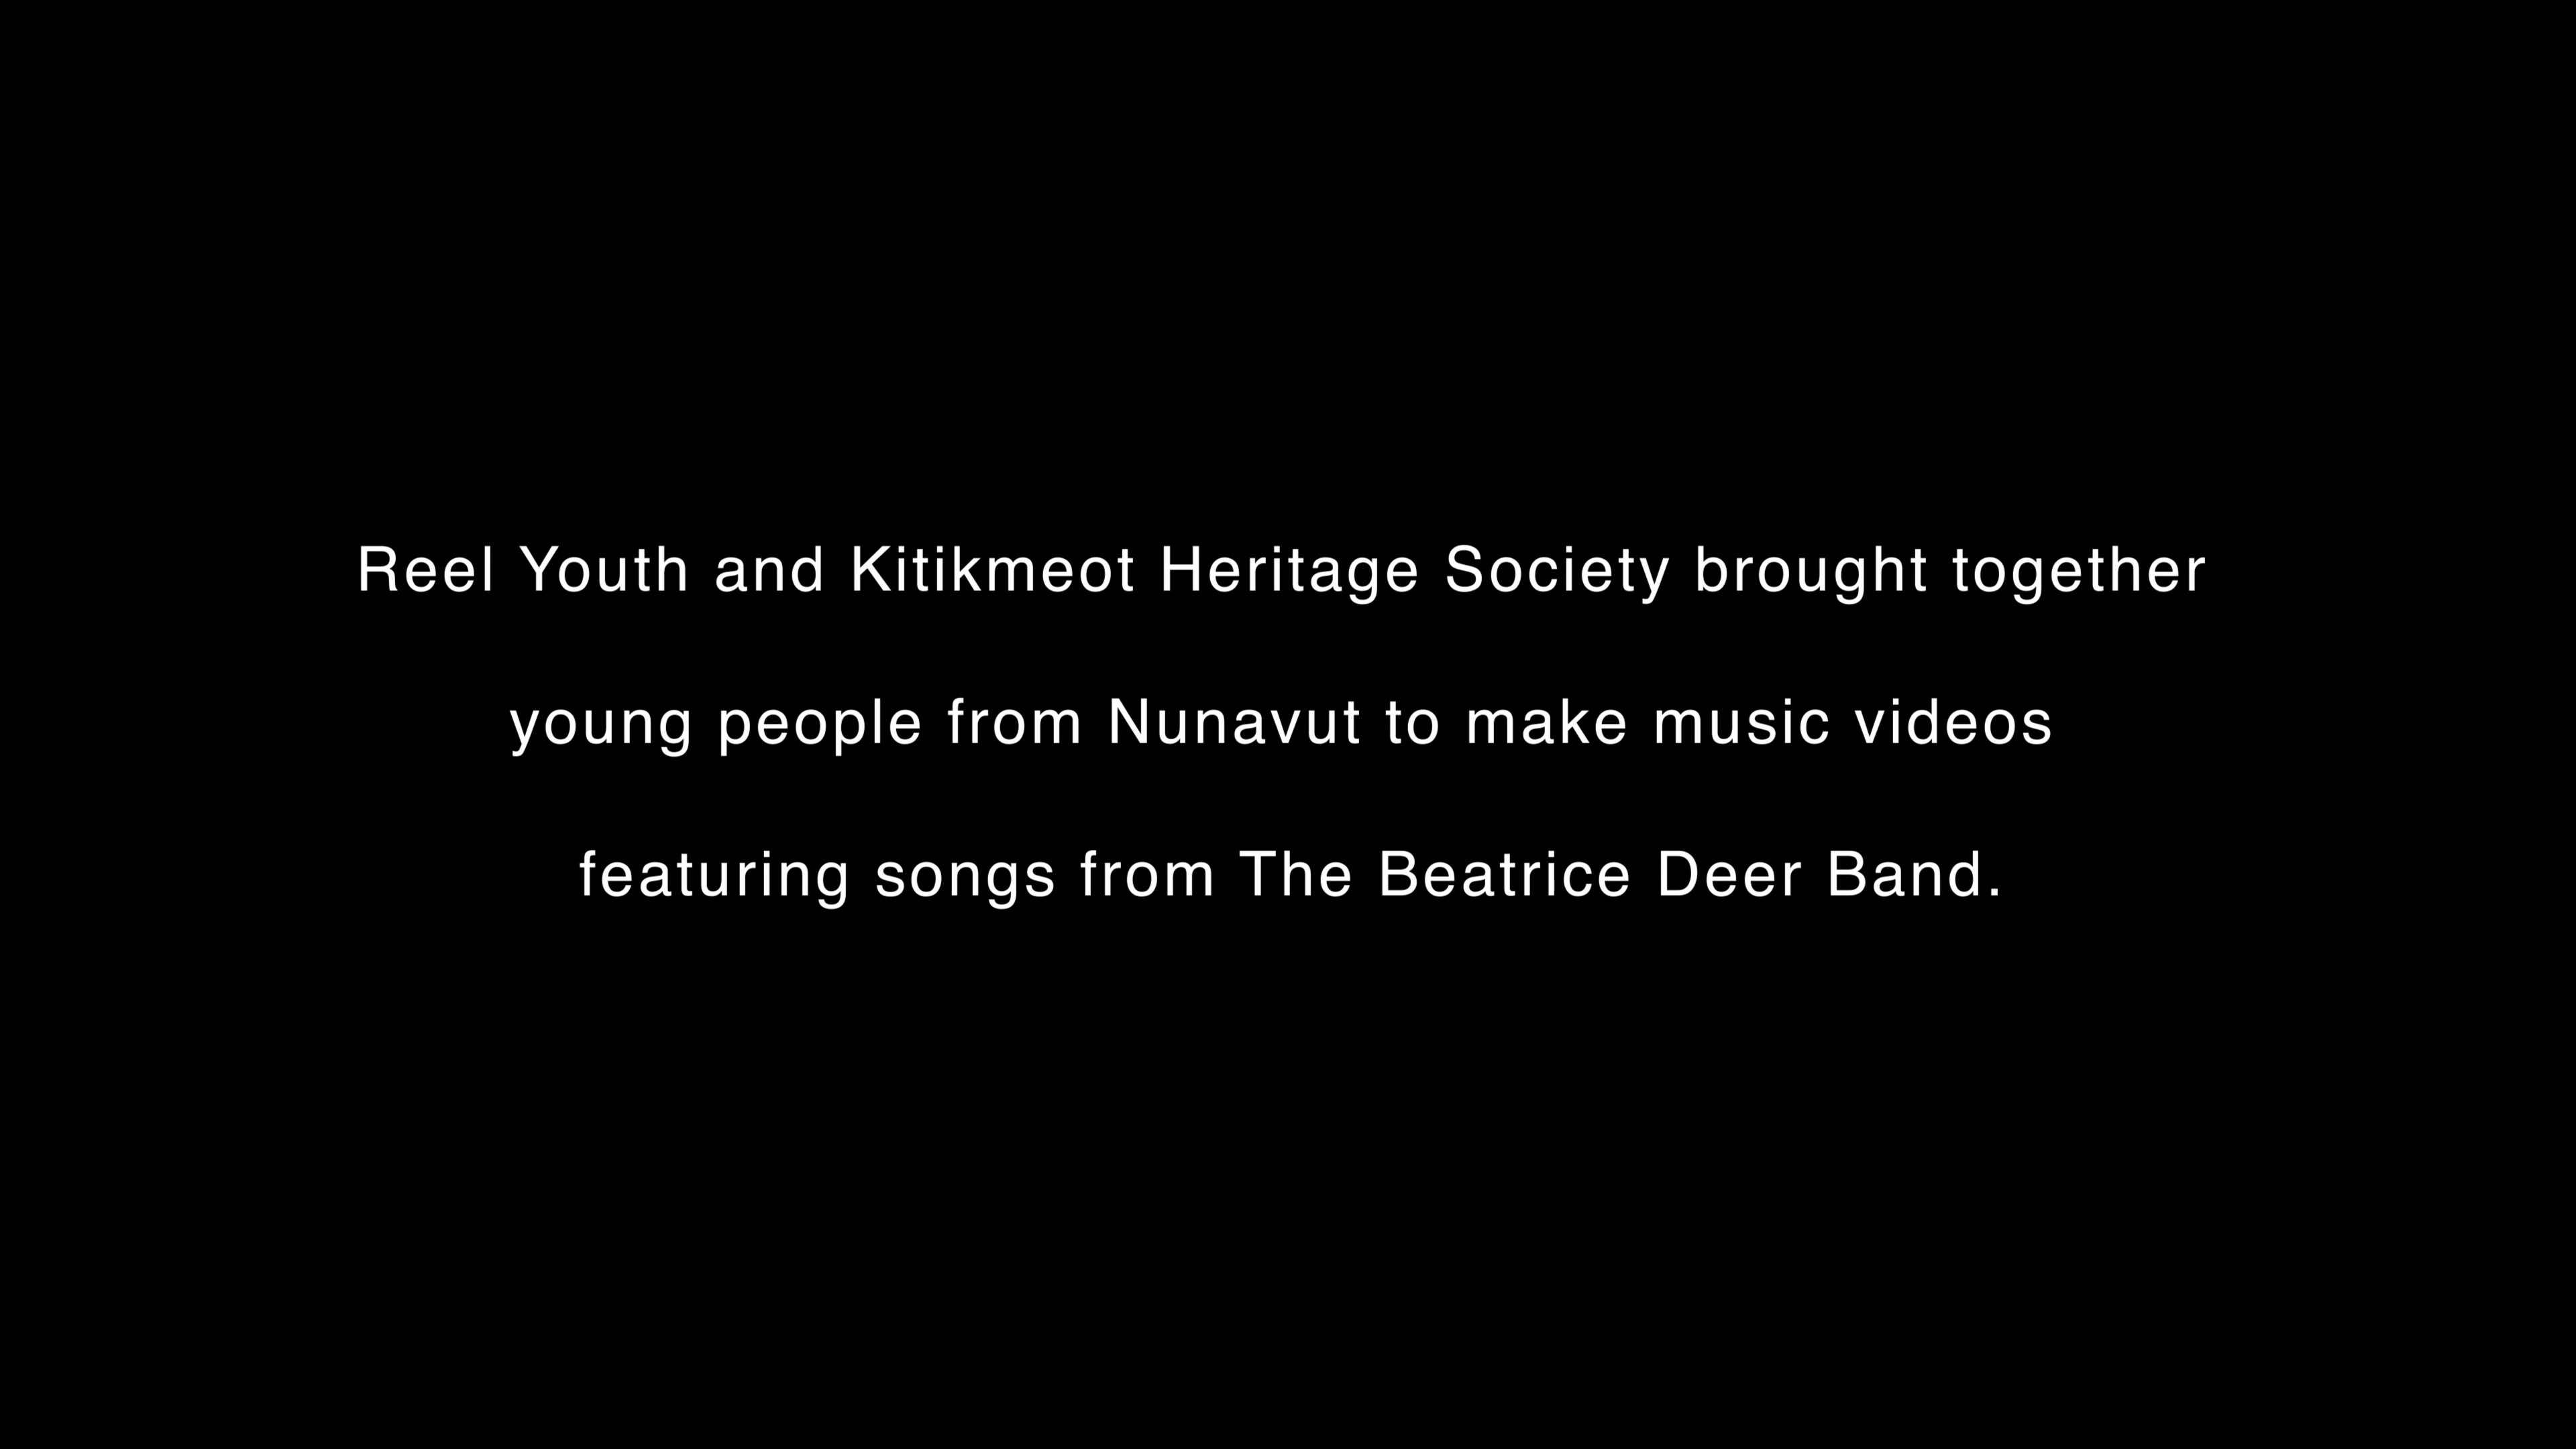 Reel Youth and Kitikmeot Heritage Society brought together
young people from Nunavut to make music videos
featuring songs from The Beatrice Deer Band.